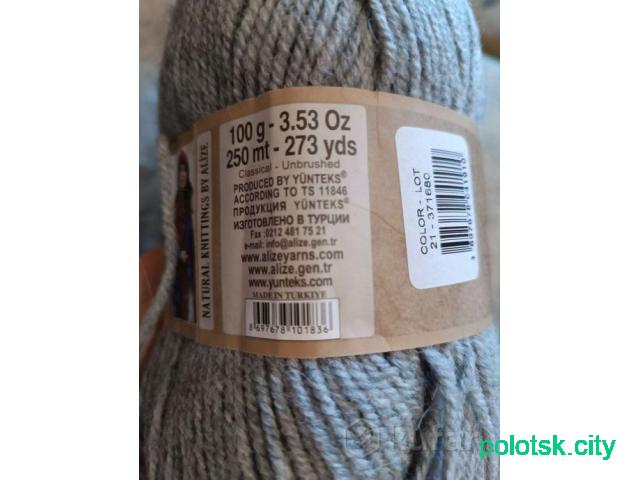 NATURAL KNITTINGS BY ALİZE.
100 g - 3.53 Oz
250 mt - 273 yds
Classical - Unbrushed
PRODUCED BY YÜNTEKS®
ACCORDING TO TS 11846
ПРОДУКЦИЯ YÜNTEKS®
ИЗГОТОВЛЕНО В ТУРЦИИ
Fax :0212 481 75 21
e-mail: info@alize.gen.tr
www.alizeyarns.com
www.alize.gen.tr
www.yunteks.com
MADE IN TURKIYE
8 697678 101836
COLOR - LOT
21 - 371680
polotsk.city